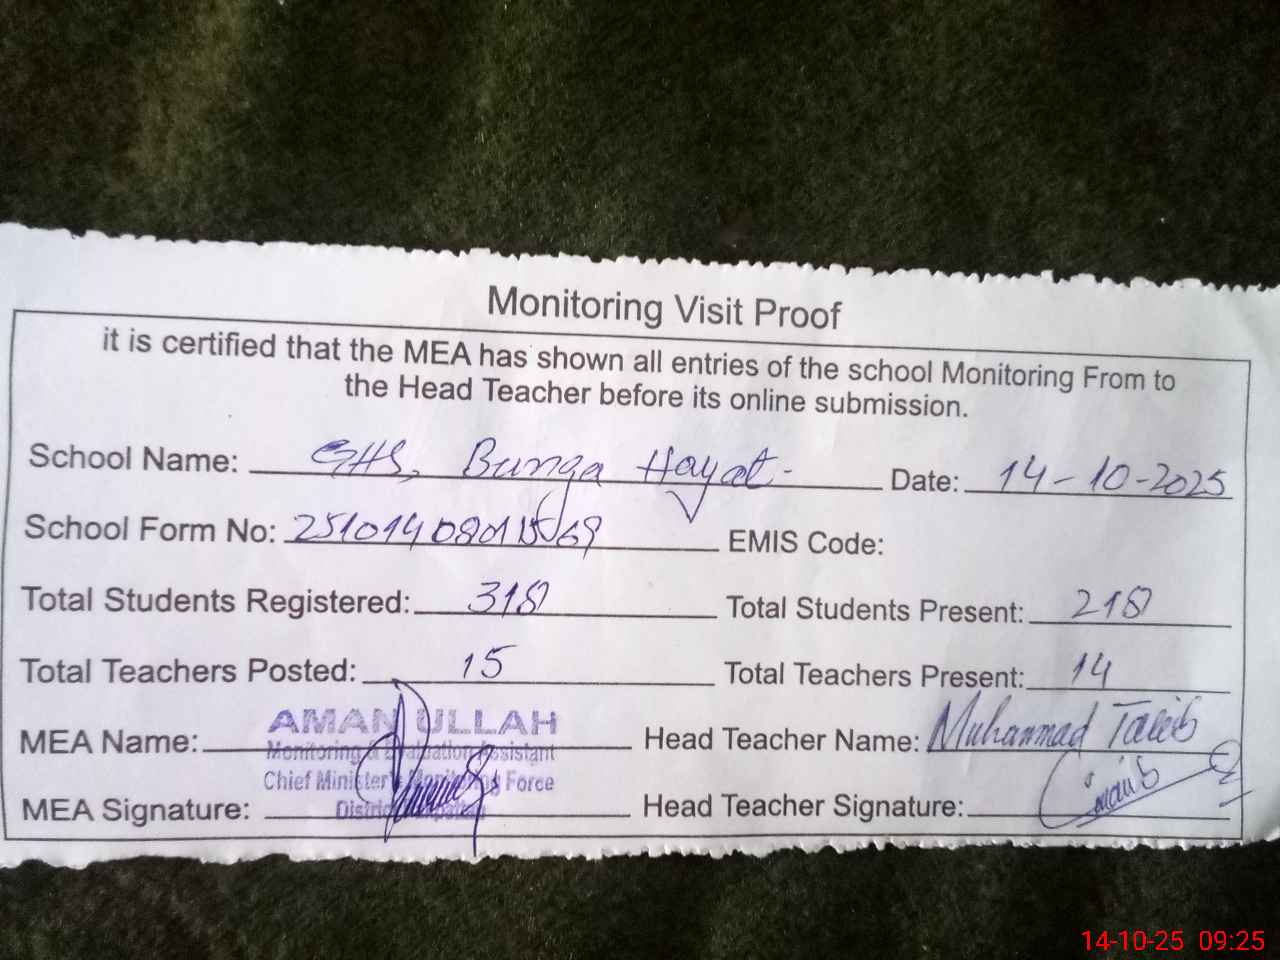 Monitoring Visit Proof
it is certified that the MEA has shown all entries of the school Monitoring From to
the Head Teacher before its online submission.
School Name: GHS, Bunga Hayat- Date: 14-10-2025
School Form No: EMIS Code:
Total Students Registered: 318 Total Students Present: 218
Total Teachers Posted: 15 Total Teachers Present: 14
MEA Name: AMAN ULLAH Head Teacher Name: Muhammad Talib
Monitoring & Evaluation Assistant
Chief Minister's Monitoring Force
MEA Signature: District Head Teacher Signature:
14-10-25 09:25